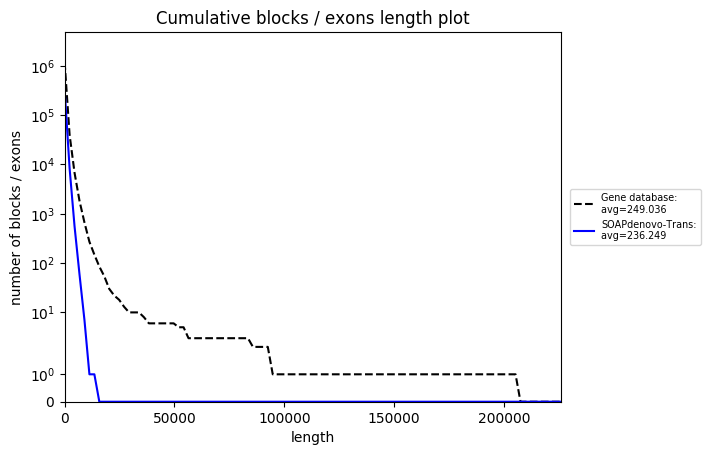 Cumulative blocks / exons length plot
number of blocks / exons
10^6
10^5
10^4
10^3
10^2
10^1
10^0
0
0 50000 100000 150000 200000
length
Gene database:
avg=249.036
SOAPdenovo-Trans:
avg=236.249